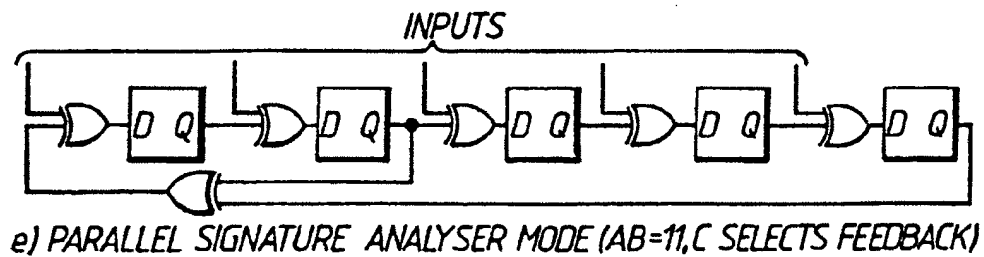 INPUTS
D Q D Q D Q D Q D Q
e) PARALLEL SIGNATURE ANALYSER MODE (AB=11,C SELECTS FEEDBACK)